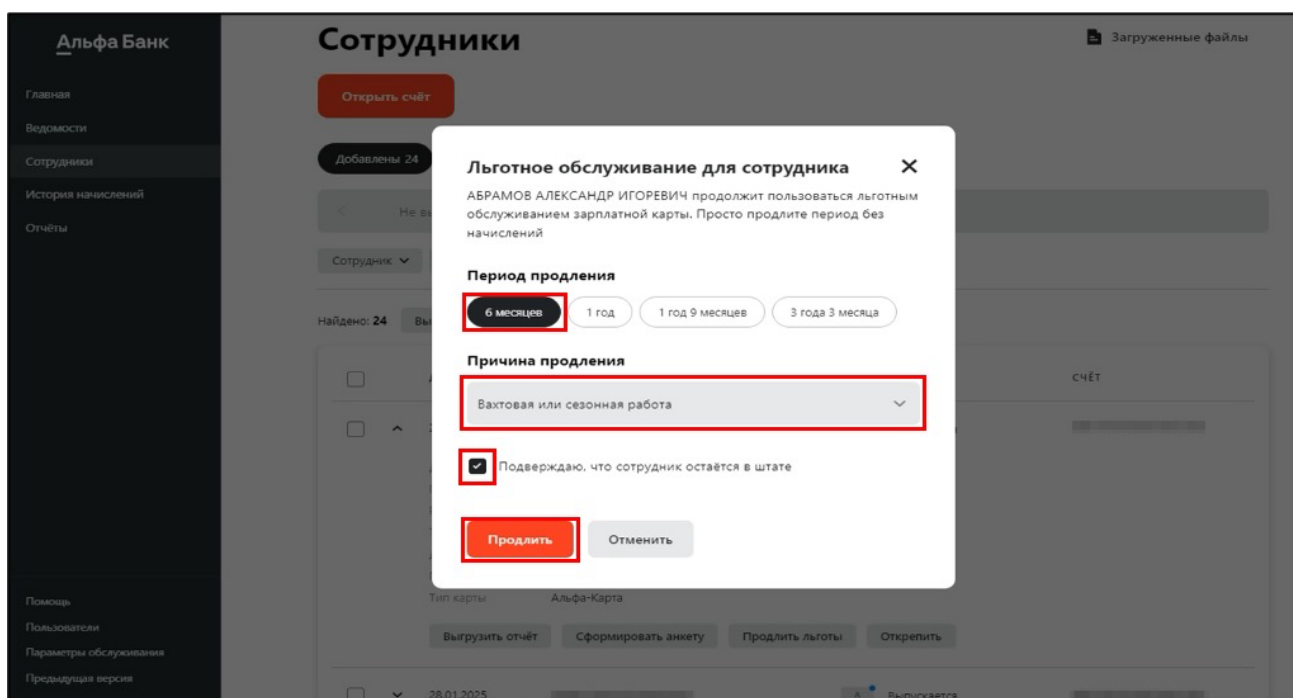 Альфа Банк
Главная
Ведомости
Сотрудники
История начислений
Отчёты
Помощь
Пользователи
Параметры обслуживания
Предыдущая версия
Сотрудники
Загруженные файлы
Открыть счёт
Добавлены 24
Не
Сотрудник
Найдено: 24
СЧЁТ
Льготное обслуживание для сотрудника
АБРАМОВ АЛЕКСАНДР ИГОРЕВИЧ продолжит пользоваться льготным
обслуживанием зарплатной карты. Просто продлите период без
начислений
Период продления
6 месяцев 1 год 1 год 9 месяцев 3 года 3 месяца
Причина продления
Вахтовая или сезонная работа
Подтверждаю, что сотрудник остаётся в штате
Продлить Отменить
Тип карты Альфа-Карта
Выгрузить отчёт Сформировать анкету Продлить льготы Открепить
28.01.2025 А Выпускается